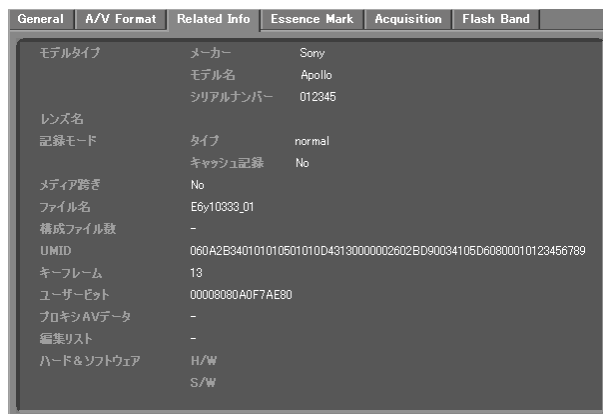 General A/V Format Related Info Essence Mark Acquisition Flash Band
モデルタイプ メーカー Sony
モデル名 Apollo
シリアルナンバー 012345
レンズ名
記録モード タイプ normal
キャッシュ記録 No
メディア跨ぎ No
ファイル名 E6y10333_01
構成ファイル数 -
UMID 060A2B340101010501010D43130000002602BD90034105D60800010123456789
キーフレーム 13
ユーザービット 00008080A0F7AE80
プロキシAVデータ -
編集リスト -
ハード&ソフトウェア H/W
S/W